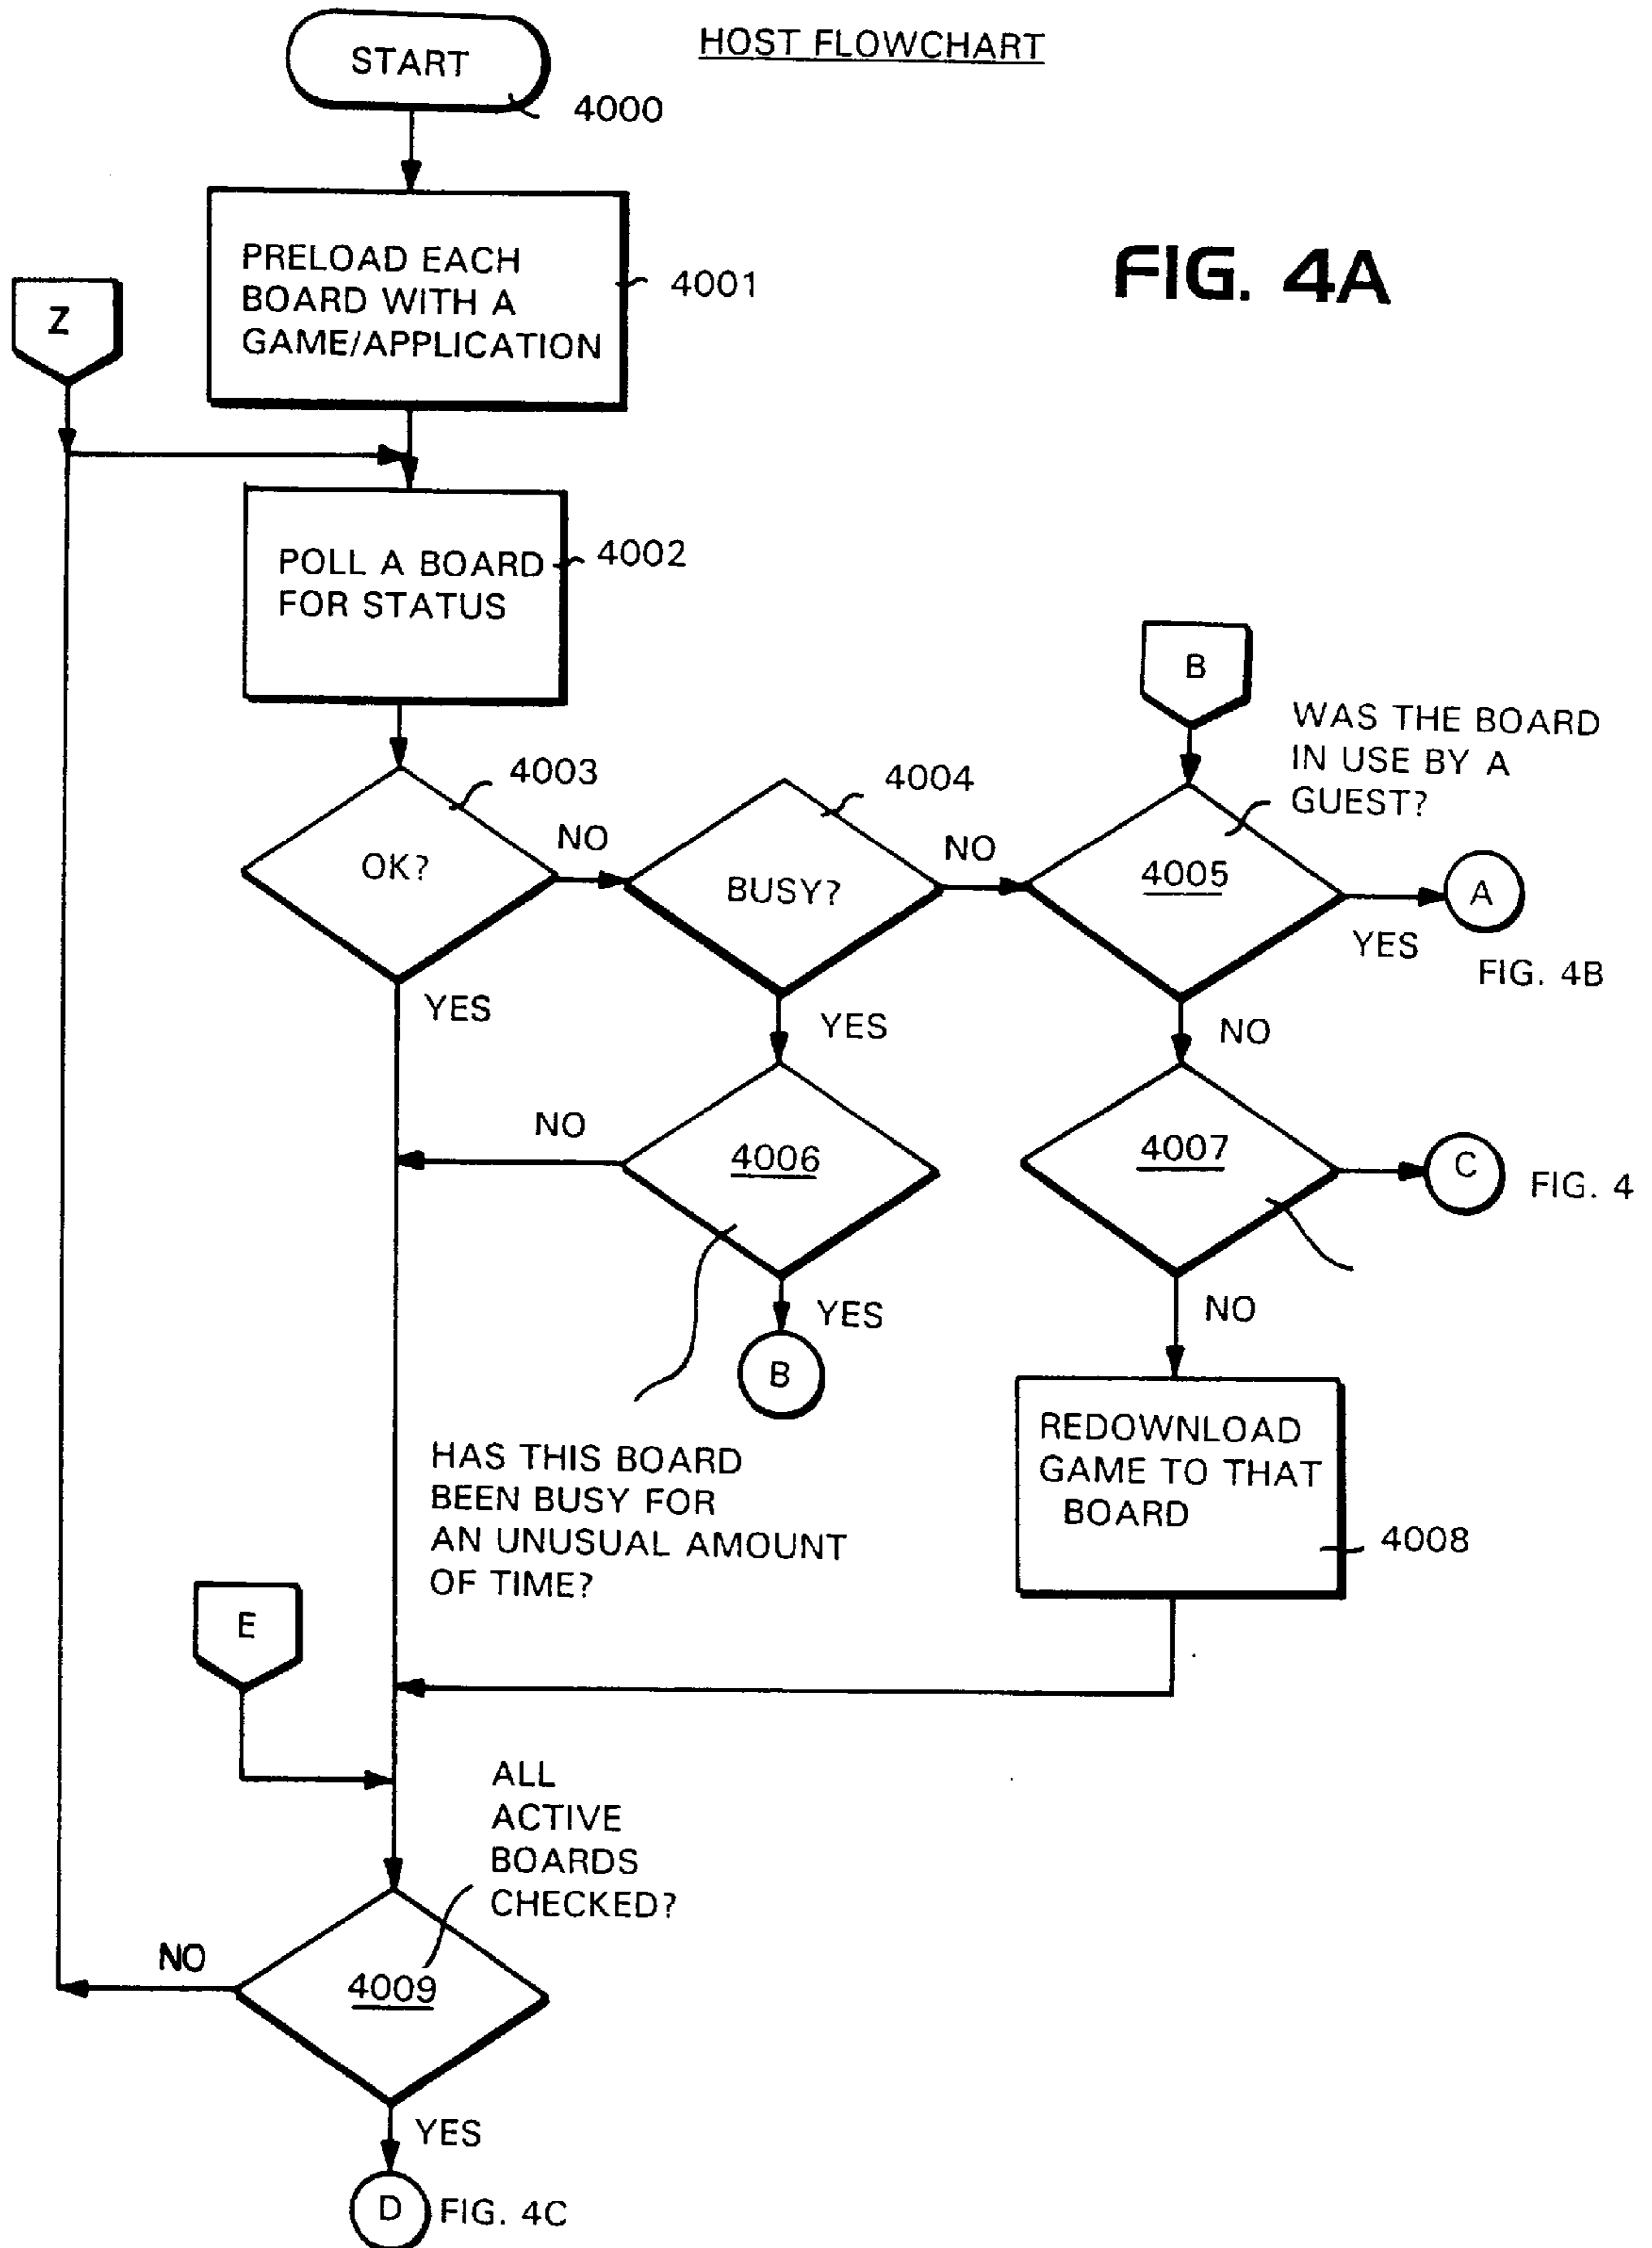 HOST FLOWCHART
START
4000
FIG. 4A
PRELOAD EACH
BOARD WITH A
GAME/APPLICATION
4001
Z
POLL A BOARD
FOR STATUS
4002
B
WAS THE BOARD
IN USE BY A
GUEST?
4003
OK?
NO
4004
BUSY?
NO
4005
A
YES
FIG. 4B
YES
YES
NO
NO
4006
4007
C
FIG. 4
YES
B
NO
HAS THIS BOARD
BEEN BUSY FOR
AN UNUSUAL AMOUNT
OF TIME?
REDOWNLOAD
GAME TO THAT
BOARD
4008
E
ALL
ACTIVE
BOARDS
CHECKED?
NO
4009
YES
D
FIG. 4C